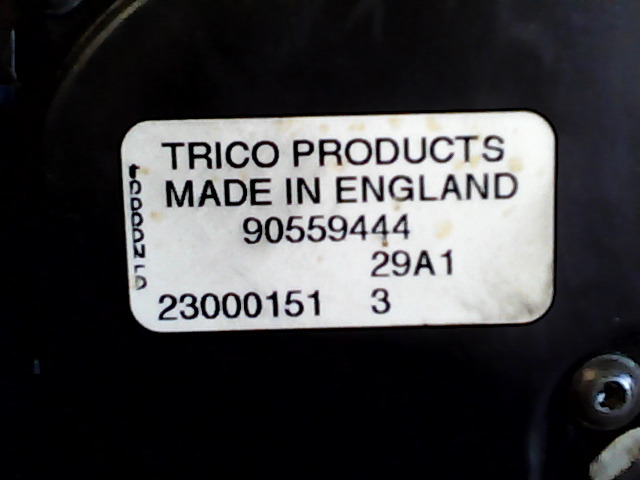 TRICO PRODUCTS
MADE IN ENGLAND
90559444
29A1
23000151 3